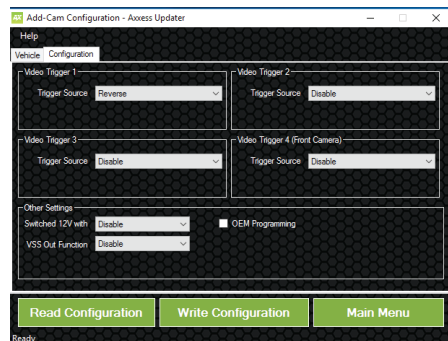 AX Add-Cam Configuration - Axxess Updater
Help
Vehicle Configuration
Video Trigger 1
Trigger Source Reverse
Video Trigger 2
Trigger Source Disable
Video Trigger 3
Trigger Source Disable
Video Trigger 4 (Front Camera)
Trigger Source Disable
Other Settings
Switched 12V with Disable
OEM Programming
VSS Out Function Disable
Read Configuration Write Configuration Main Menu
Ready